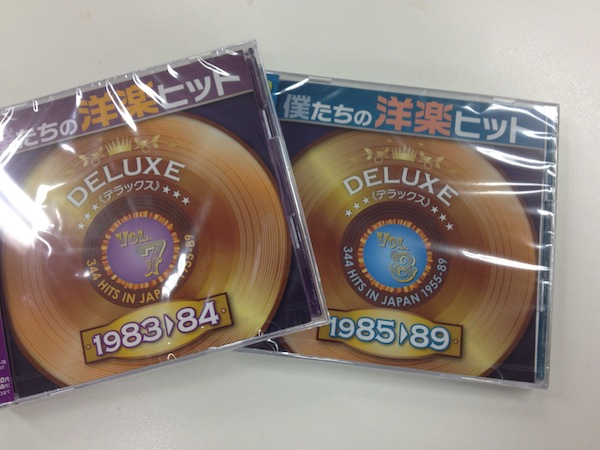 僕たちの洋楽ヒット
DELUXE
《デラックス》
VOL.
7
344 HITS IN JAPAN 1955-89
1983▶84
僕たちの洋楽ヒット
DELUXE
《デラックス》
VOL.
8
344 HITS IN JAPAN 1955-89
1985▶89